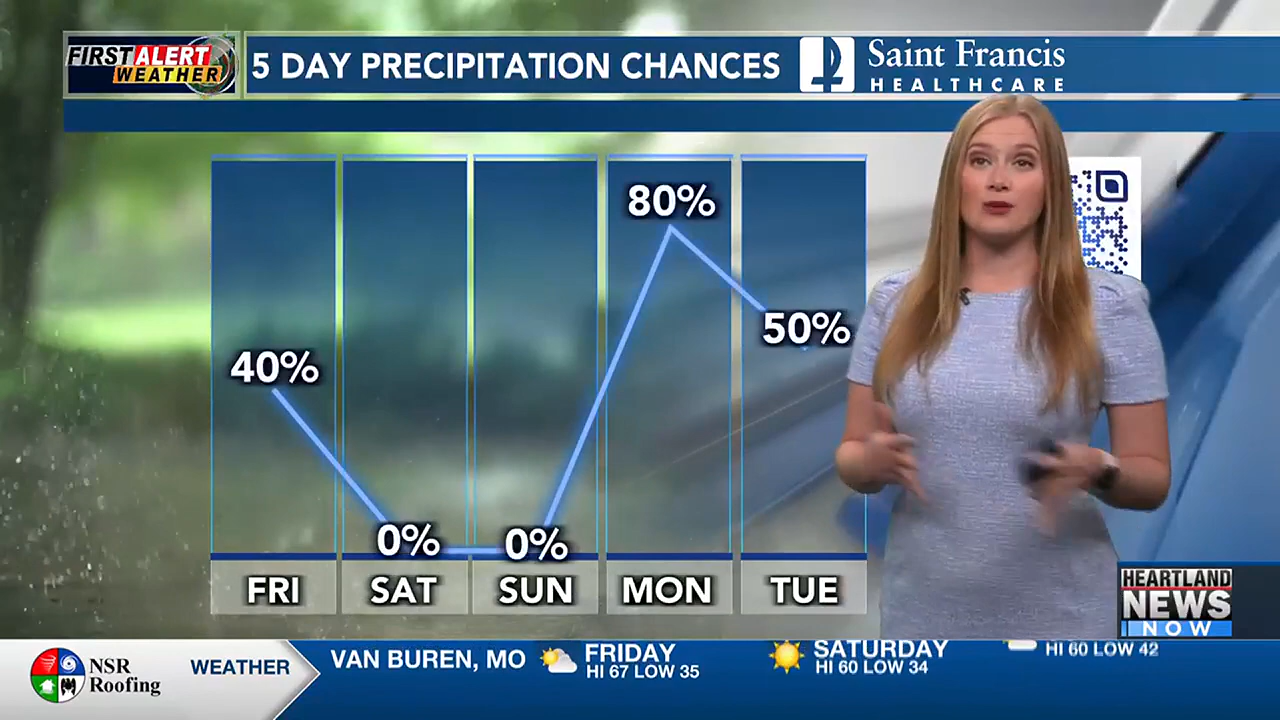 FIRST ALERT
WEATHER
5 DAY PRECIPITATION CHANCES
Saint Francis
HEALTHCARE
80%
50%
40%
0%
0%
FRI
SAT
SUN
MON
TUE
HEARTLAND
NEWS
NOW
NSR
Roofing
WEATHER
VAN BUREN, MO
FRIDAY
HI 67 LOW 35
SATURDAY
HI 60 LOW 34
HI 60 LOW 42